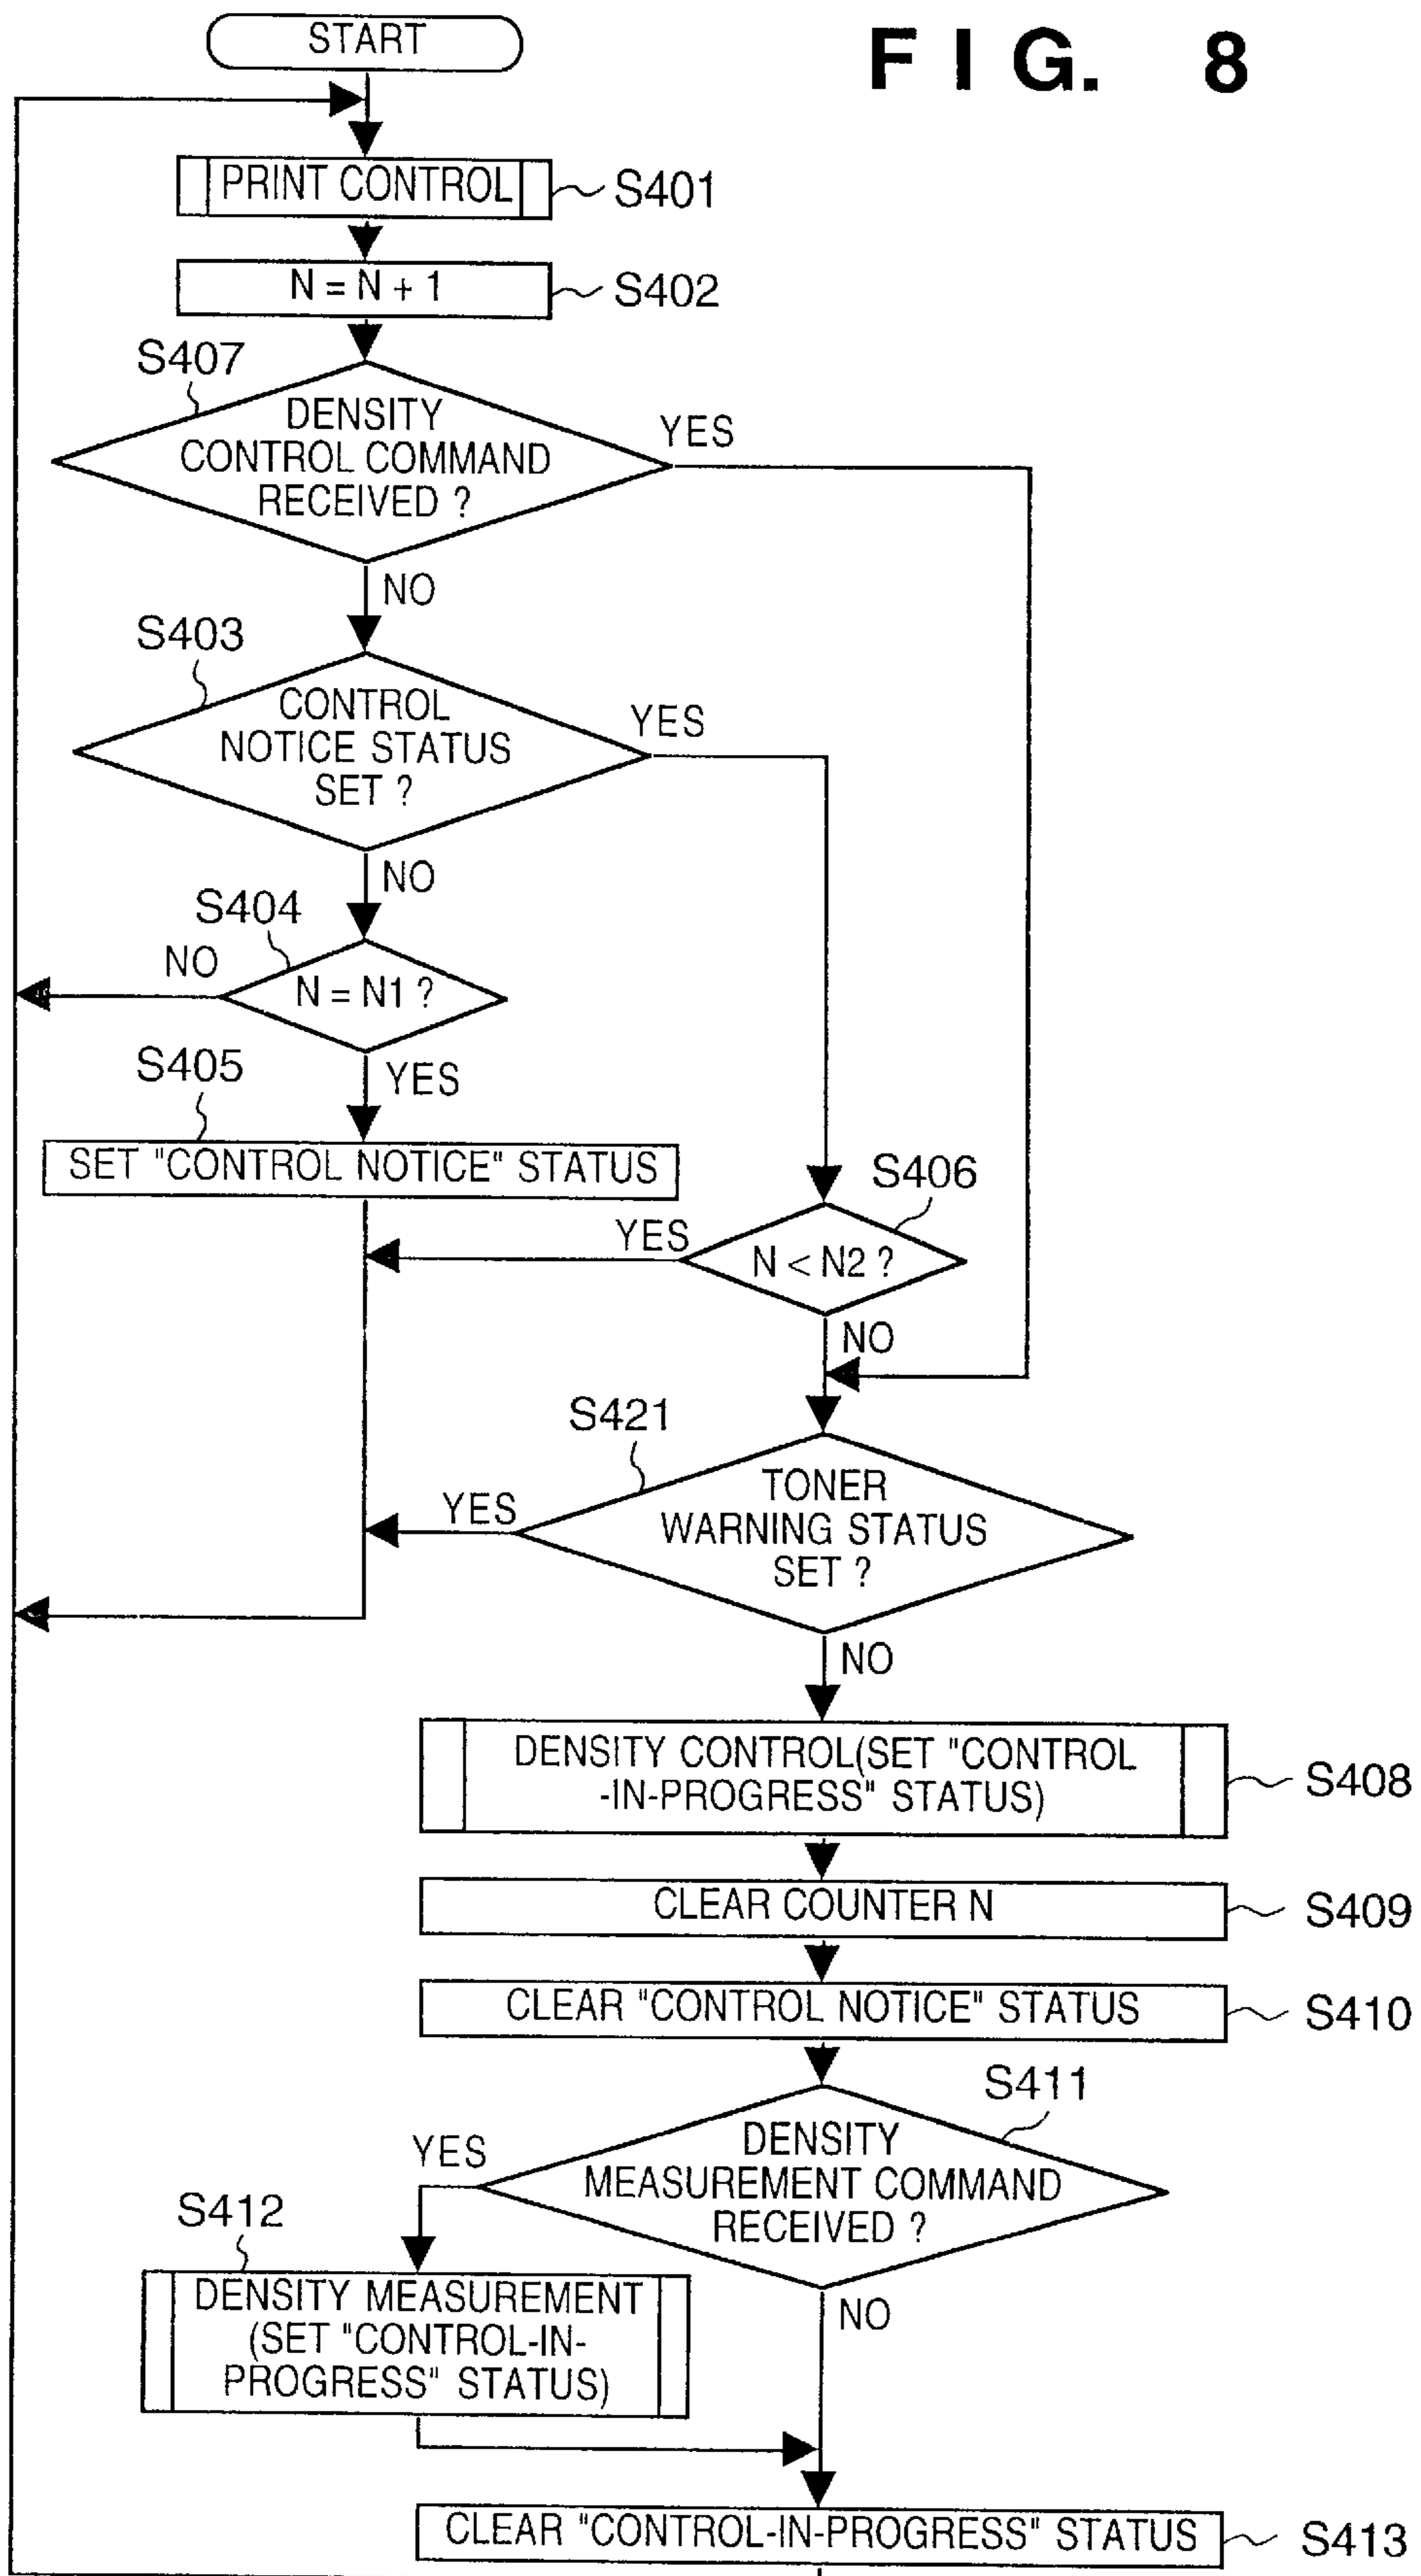 START
F I G. 8
PRINT CONTROL
S401
N = N + 1
S402
S407
DENSITY
CONTROL COMMAND
RECEIVED ?
YES
NO
S403
CONTROL
NOTICE STATUS
SET ?
YES
NO
S404
NO
N = N1 ?
YES
S405
SET "CONTROL NOTICE" STATUS
S406
YES
N < N2 ?
NO
S421
YES
TONER
WARNING STATUS
SET ?
NO
DENSITY CONTROL(SET "CONTROL
-IN-PROGRESS" STATUS)
S408
CLEAR COUNTER N
S409
CLEAR "CONTROL NOTICE" STATUS
S410
S411
YES
DENSITY
MEASUREMENT COMMAND
RECEIVED ?
NO
S412
DENSITY MEASUREMENT
(SET "CONTROL-IN-
PROGRESS" STATUS)
CLEAR "CONTROL-IN-PROGRESS" STATUS
S413